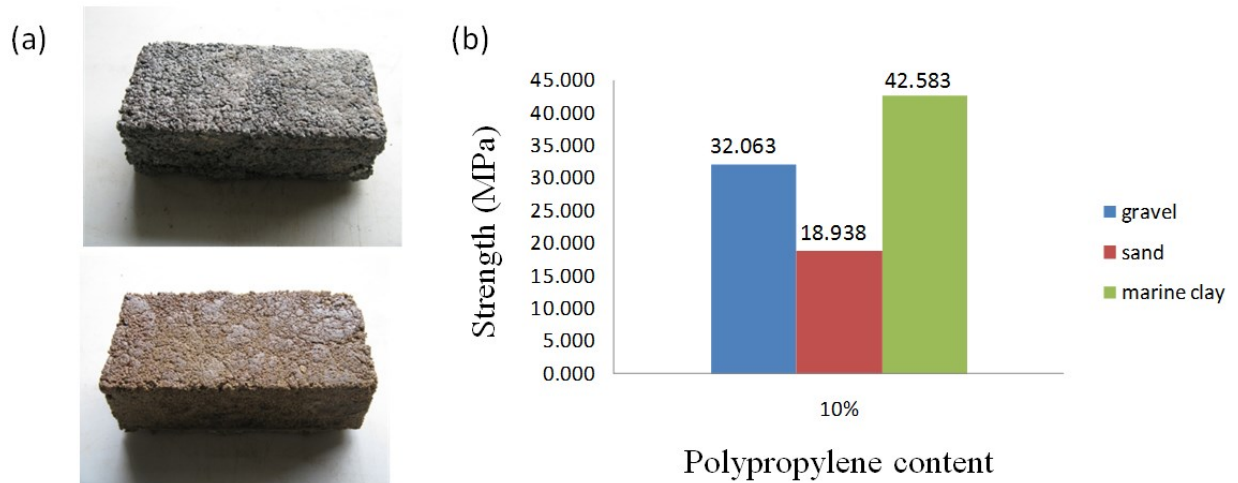 (a)
(b)
45.000
40.000
35.000
30.000
25.000
20.000
15.000
10.000
5.000
0.000
Strength (MPa)
32.063
18.938
42.583
10%
Polypropylene content
gravel
sand
marine clay